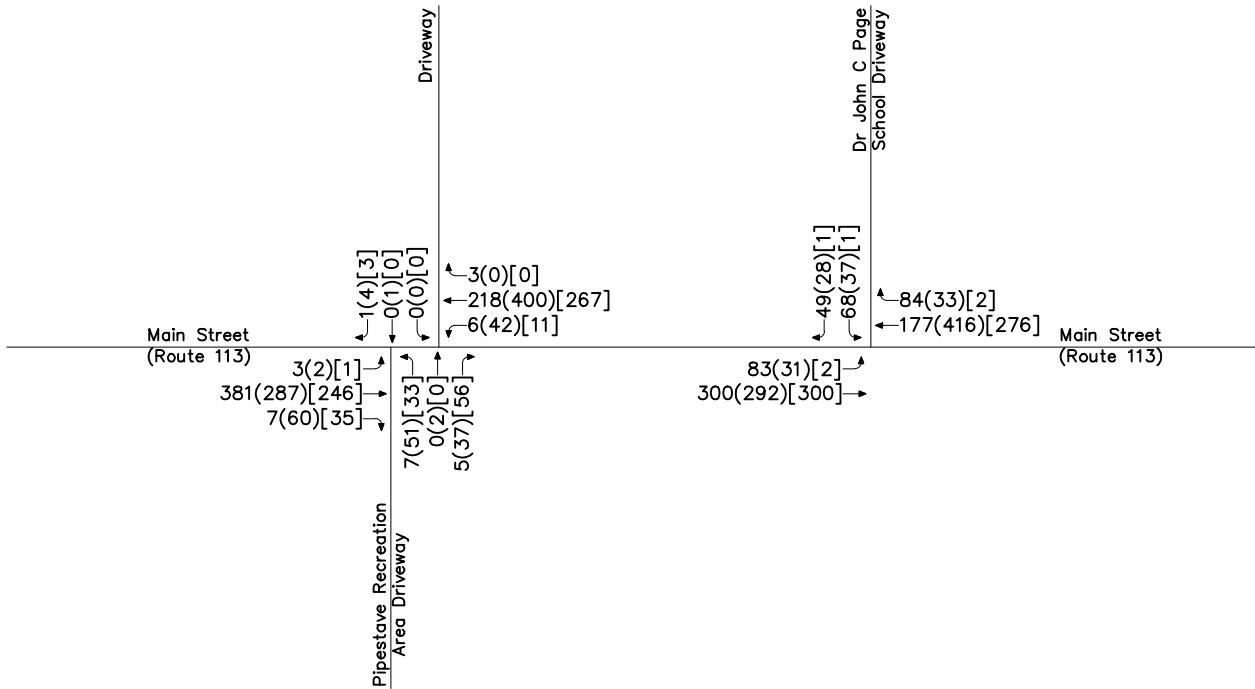 Driveway
Dr John C Page
School Driveway
1(4)[3]
0(1)[0]
0(0)[0]
3(0)[0]
218(400)[267]
6(42)[11]
49(28)[1]
68(37)[1]
84(33)[2]
177(416)[276]
Main Street
(Route 113)
Main Street
(Route 113)
3(2)[1]
381(287)[246]
7(60)[35]
7(51)[33]
0(2)[0]
5(37)[56]
83(31)[2]
300(292)[300]
Pipestave Recreation
Area Driveway